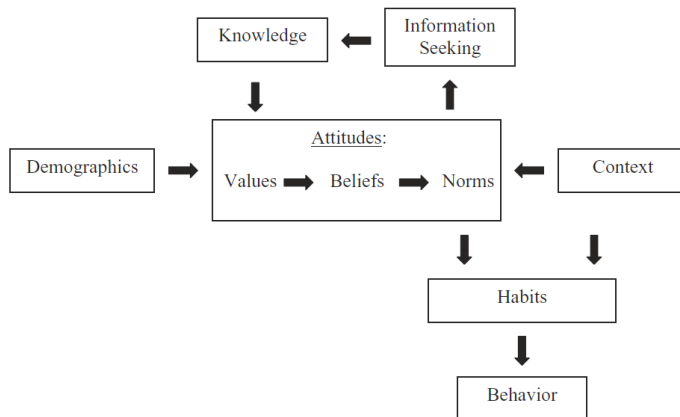 Knowledge
Information
Seeking
Attitudes:
Demographics
Values
Beliefs
Norms
Context
Habits
Behavior